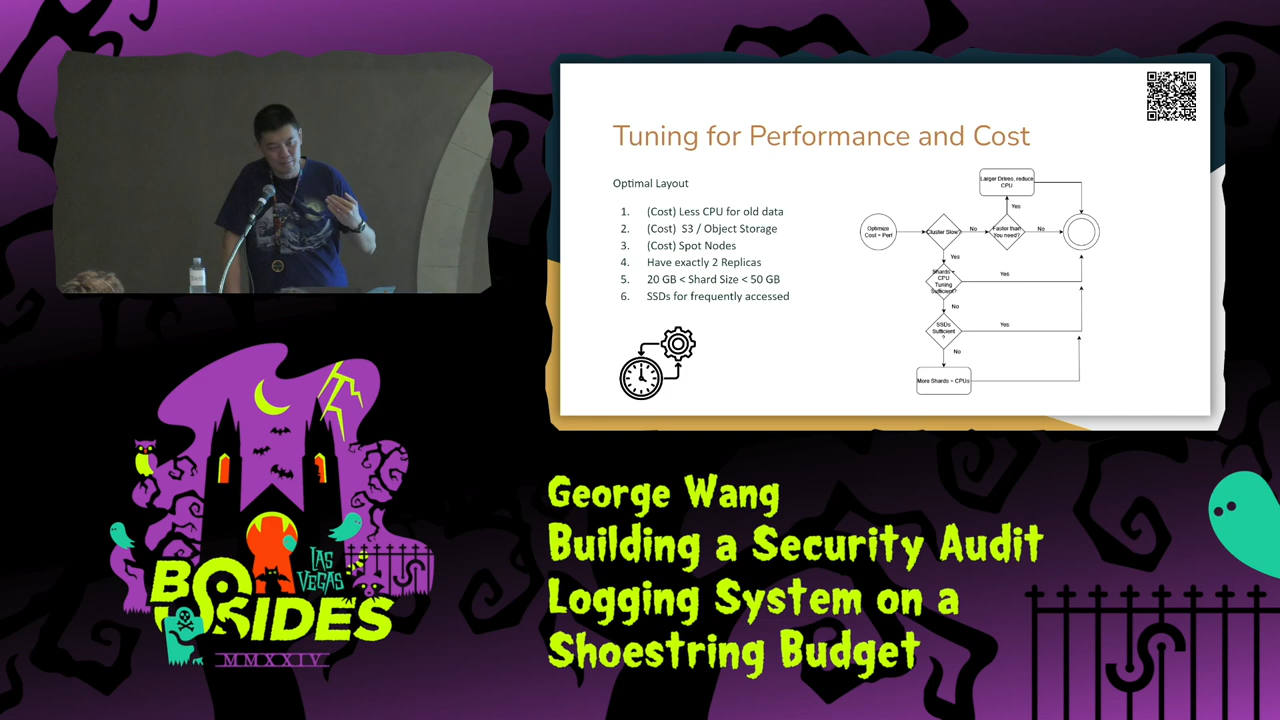 Tuning for Performance and Cost
Optimal Layout
1. (Cost) Less CPU for old data
2. (Cost) S3 / Object Storage
3. (Cost) Spot Nodes
4. Have exactly 2 Replicas
5. 20 GB < Shard Size < 50 GB
6. SSDs for frequently accessed
Larger Drives, reduce
CPU
Yes
Optimize
Cost + Perf
Cluster Slow?
No
Faster than
You need?
No
Yes
Shards +
CPU
Tuning
Sufficient?
Yes
No
SSDs
Sufficient
?
Yes
No
More Shards + CPUs
LAS
VEGAS
BSIDES
MMXXIV
George Wang
Building a Security Audit
Logging System on a
Shoestring Budget